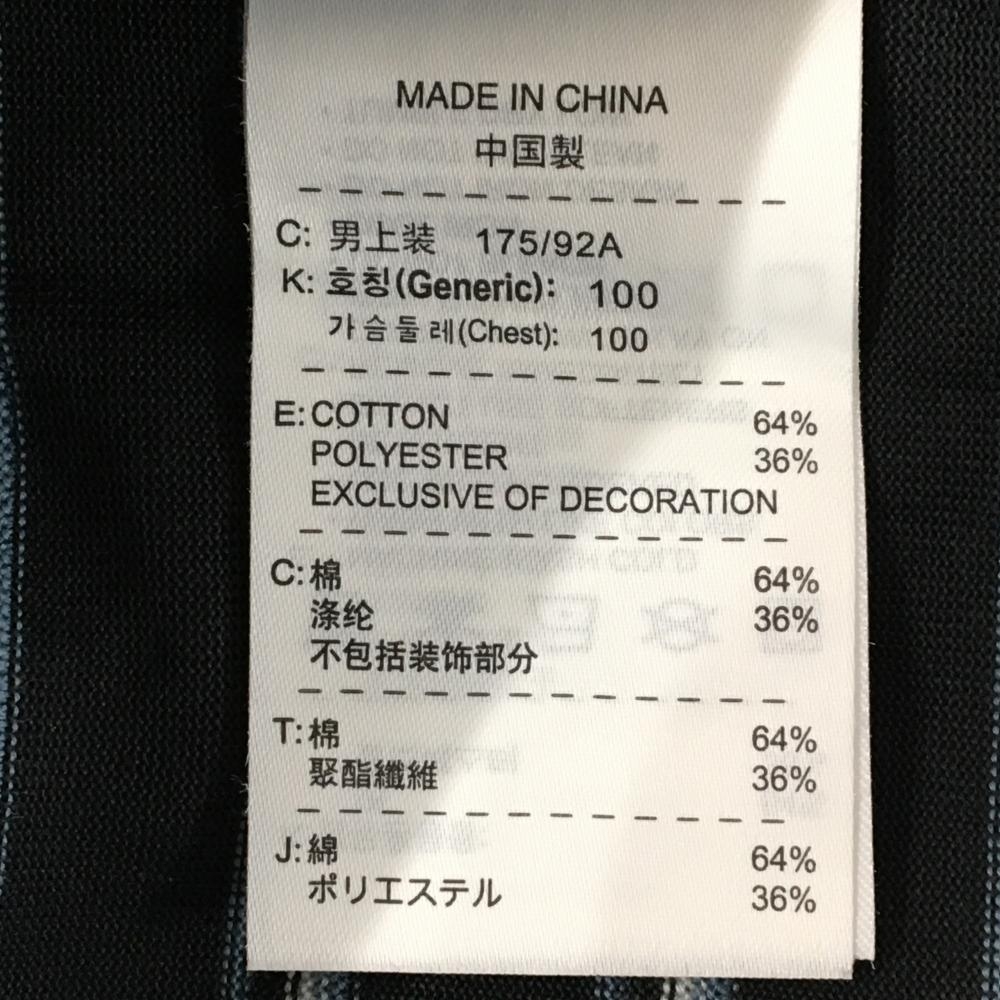 MADE IN CHINA
中国製
C: 男上装 175/92A
K: 호칭(Generic): 100
가슴둘레(Chest): 100
E: COTTON 64%
POLYESTER 36%
EXCLUSIVE OF DECORATION
C: 棉 64%
涤纶 36%
不包括装饰部分
T: 棉 64%
聚酯纖維 36%
J: 綿 64%
ポリエステル 36%